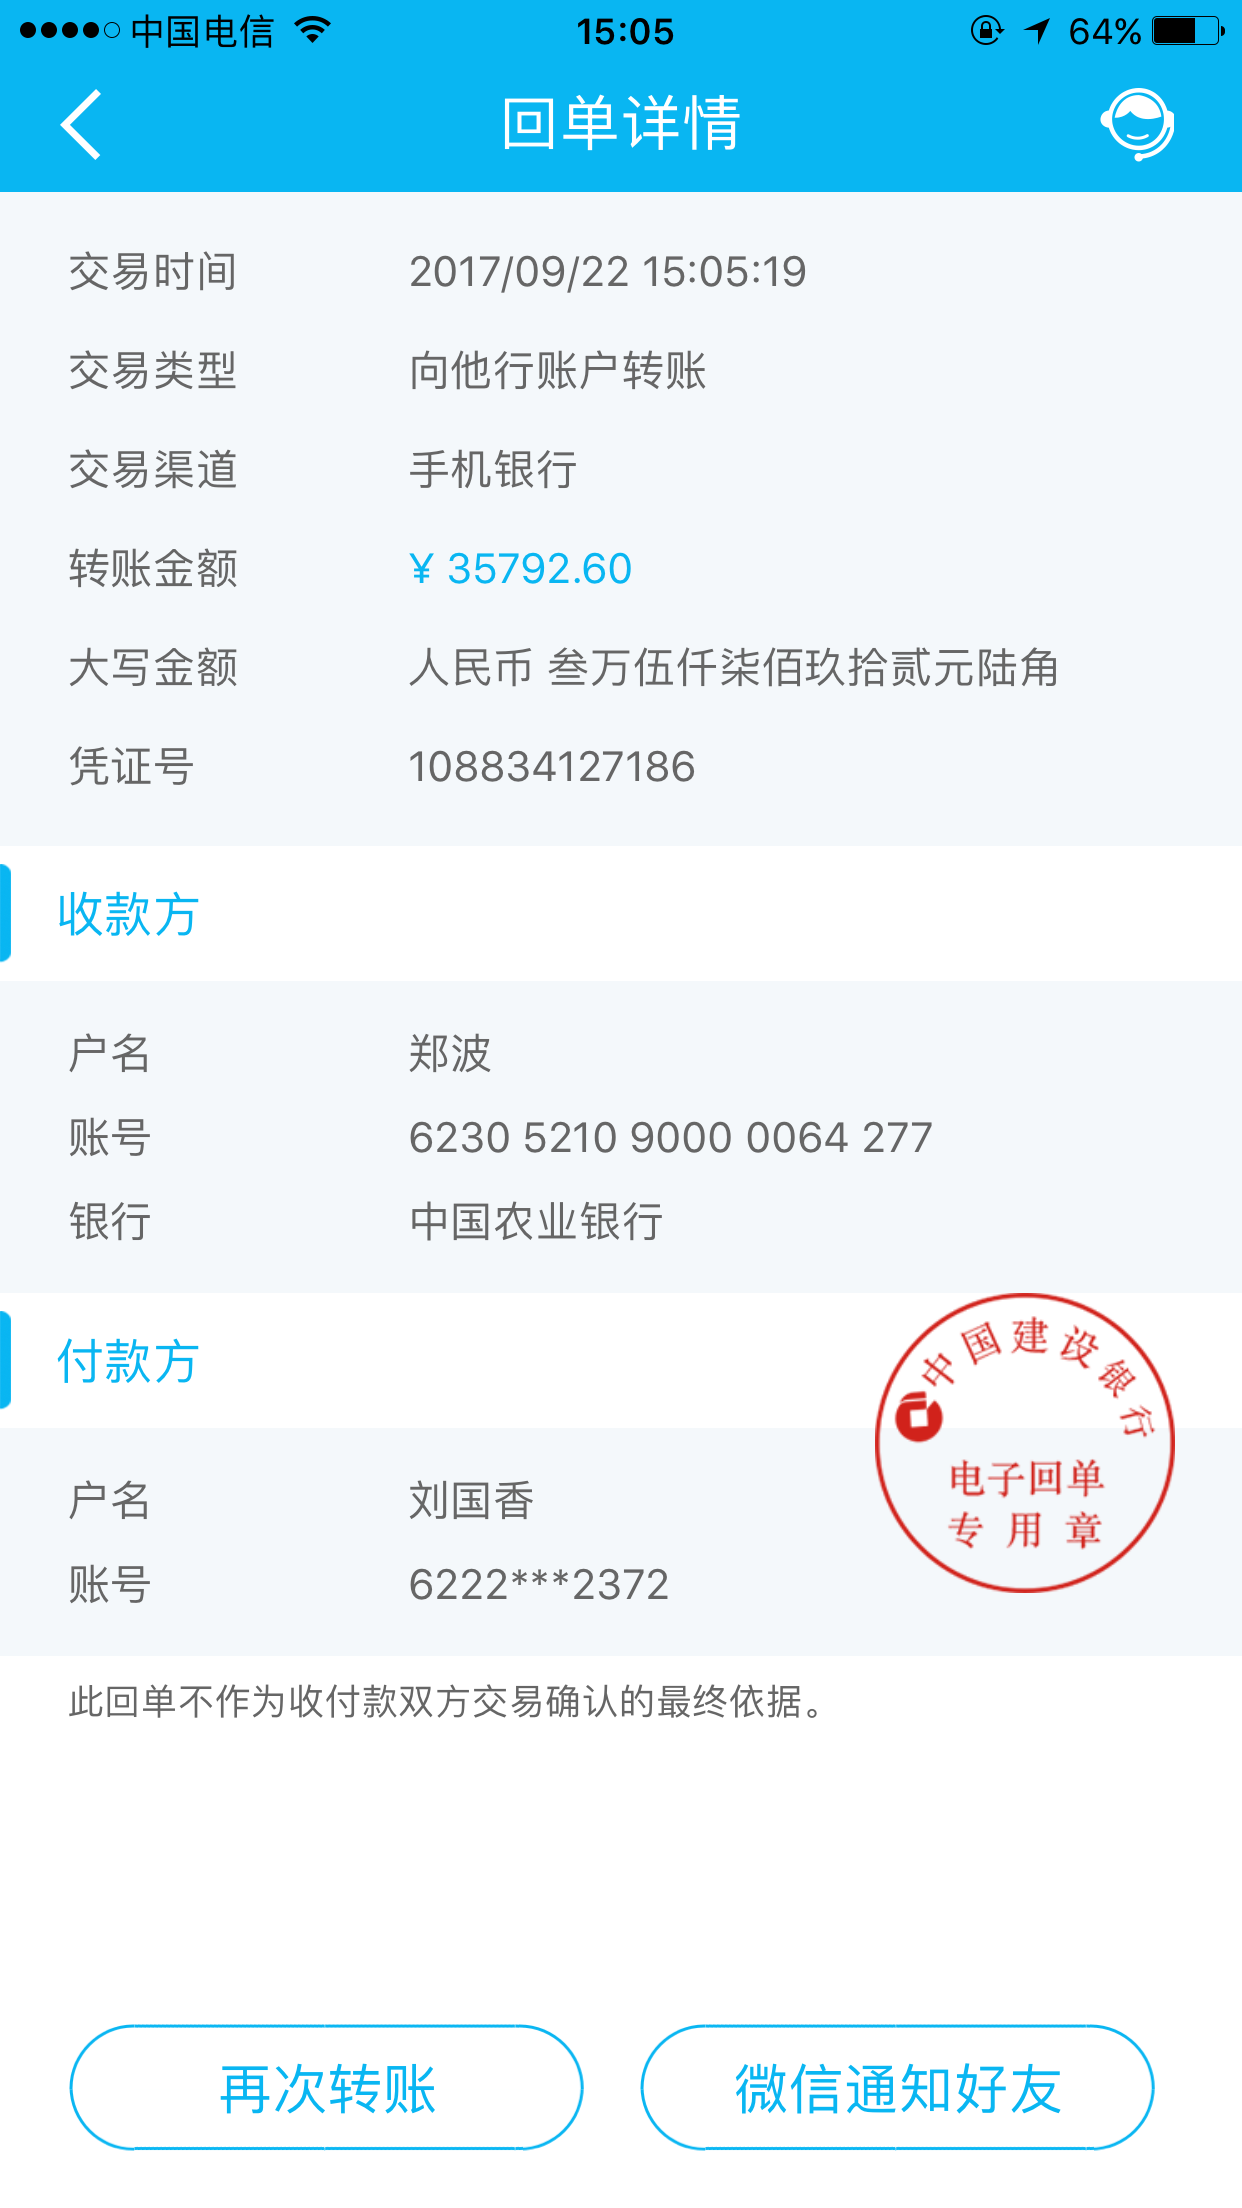 中国电信 15:05 64%
回单详情
交易时间 2017/09/22 15:05:19
交易类型 向他行账户转账
交易渠道 手机银行
转账金额 ¥ 35792.60
大写金额 人民币 叁万伍仟柒佰玖拾贰元陆角
凭证号 108834127186
收款方
户名 郑波
账号 6230 5210 9000 0064 277
银行 中国农业银行
付款方
中国建设银行
电子回单
专用章
户名 刘国香
账号 6222***2372
此回单不作为收付款双方交易确认的最终依据。
再次转账 微信通知好友